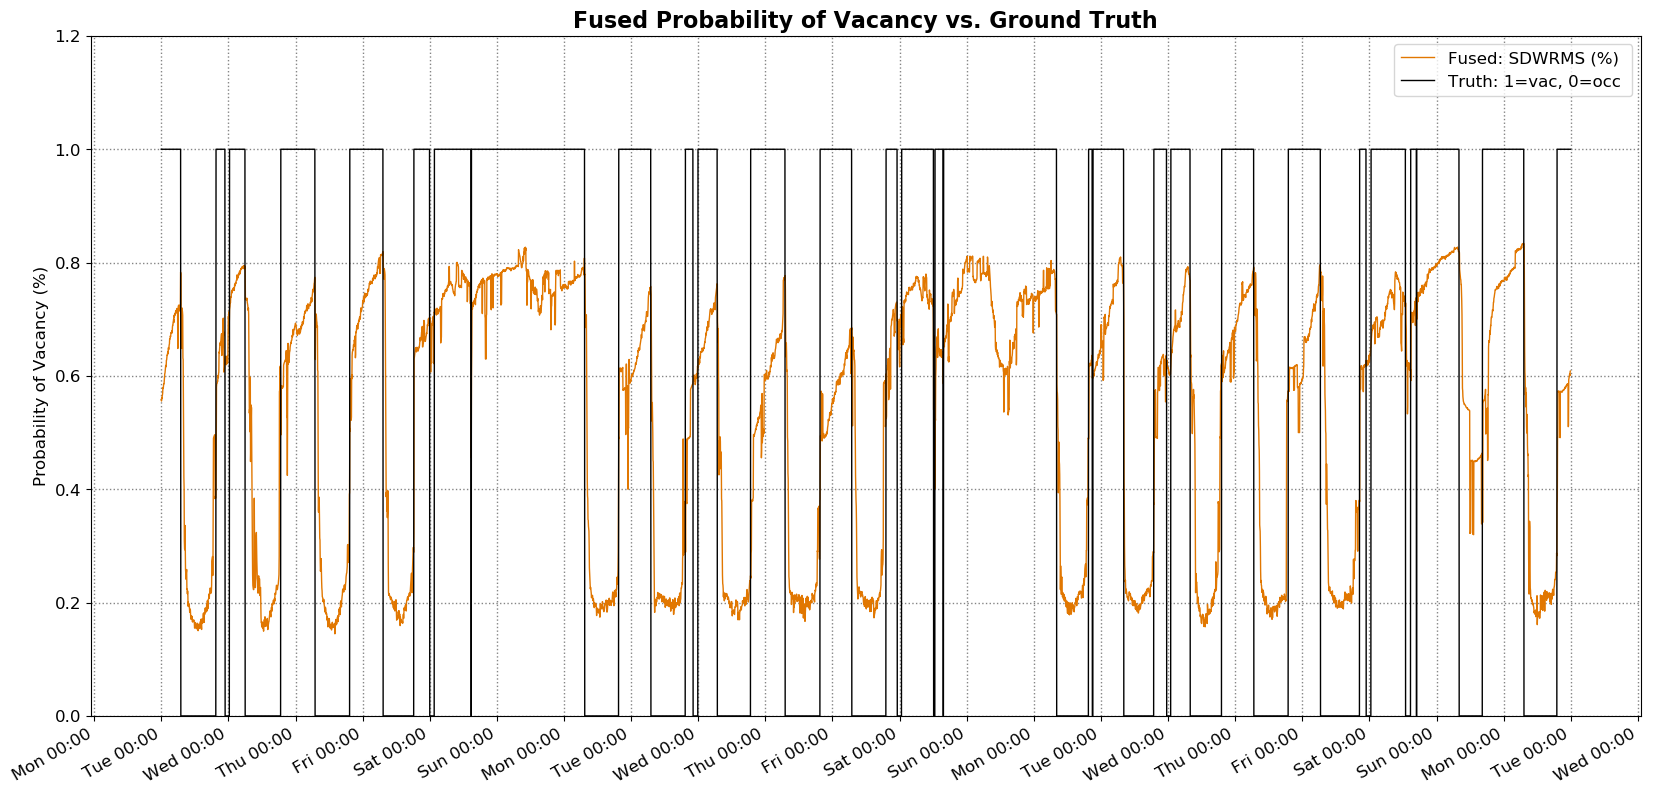 Fused Probability of Vacancy vs. Ground Truth
Fused: SDWRMS (%)
Truth: 1=vac, 0=occ
Probability of Vacancy (%)
1.2
1.0
0.8
0.6
0.4
0.2
0.0
Mon 00:00
Tue 00:00
Wed 00:00
Thu 00:00
Fri 00:00
Sat 00:00
Sun 00:00
Mon 00:00
Tue 00:00
Wed 00:00
Thu 00:00
Fri 00:00
Sat 00:00
Sun 00:00
Mon 00:00
Tue 00:00
Wed 00:00
Thu 00:00
Fri 00:00
Sat 00:00
Sun 00:00
Mon 00:00
Tue 00:00
Wed 00:00